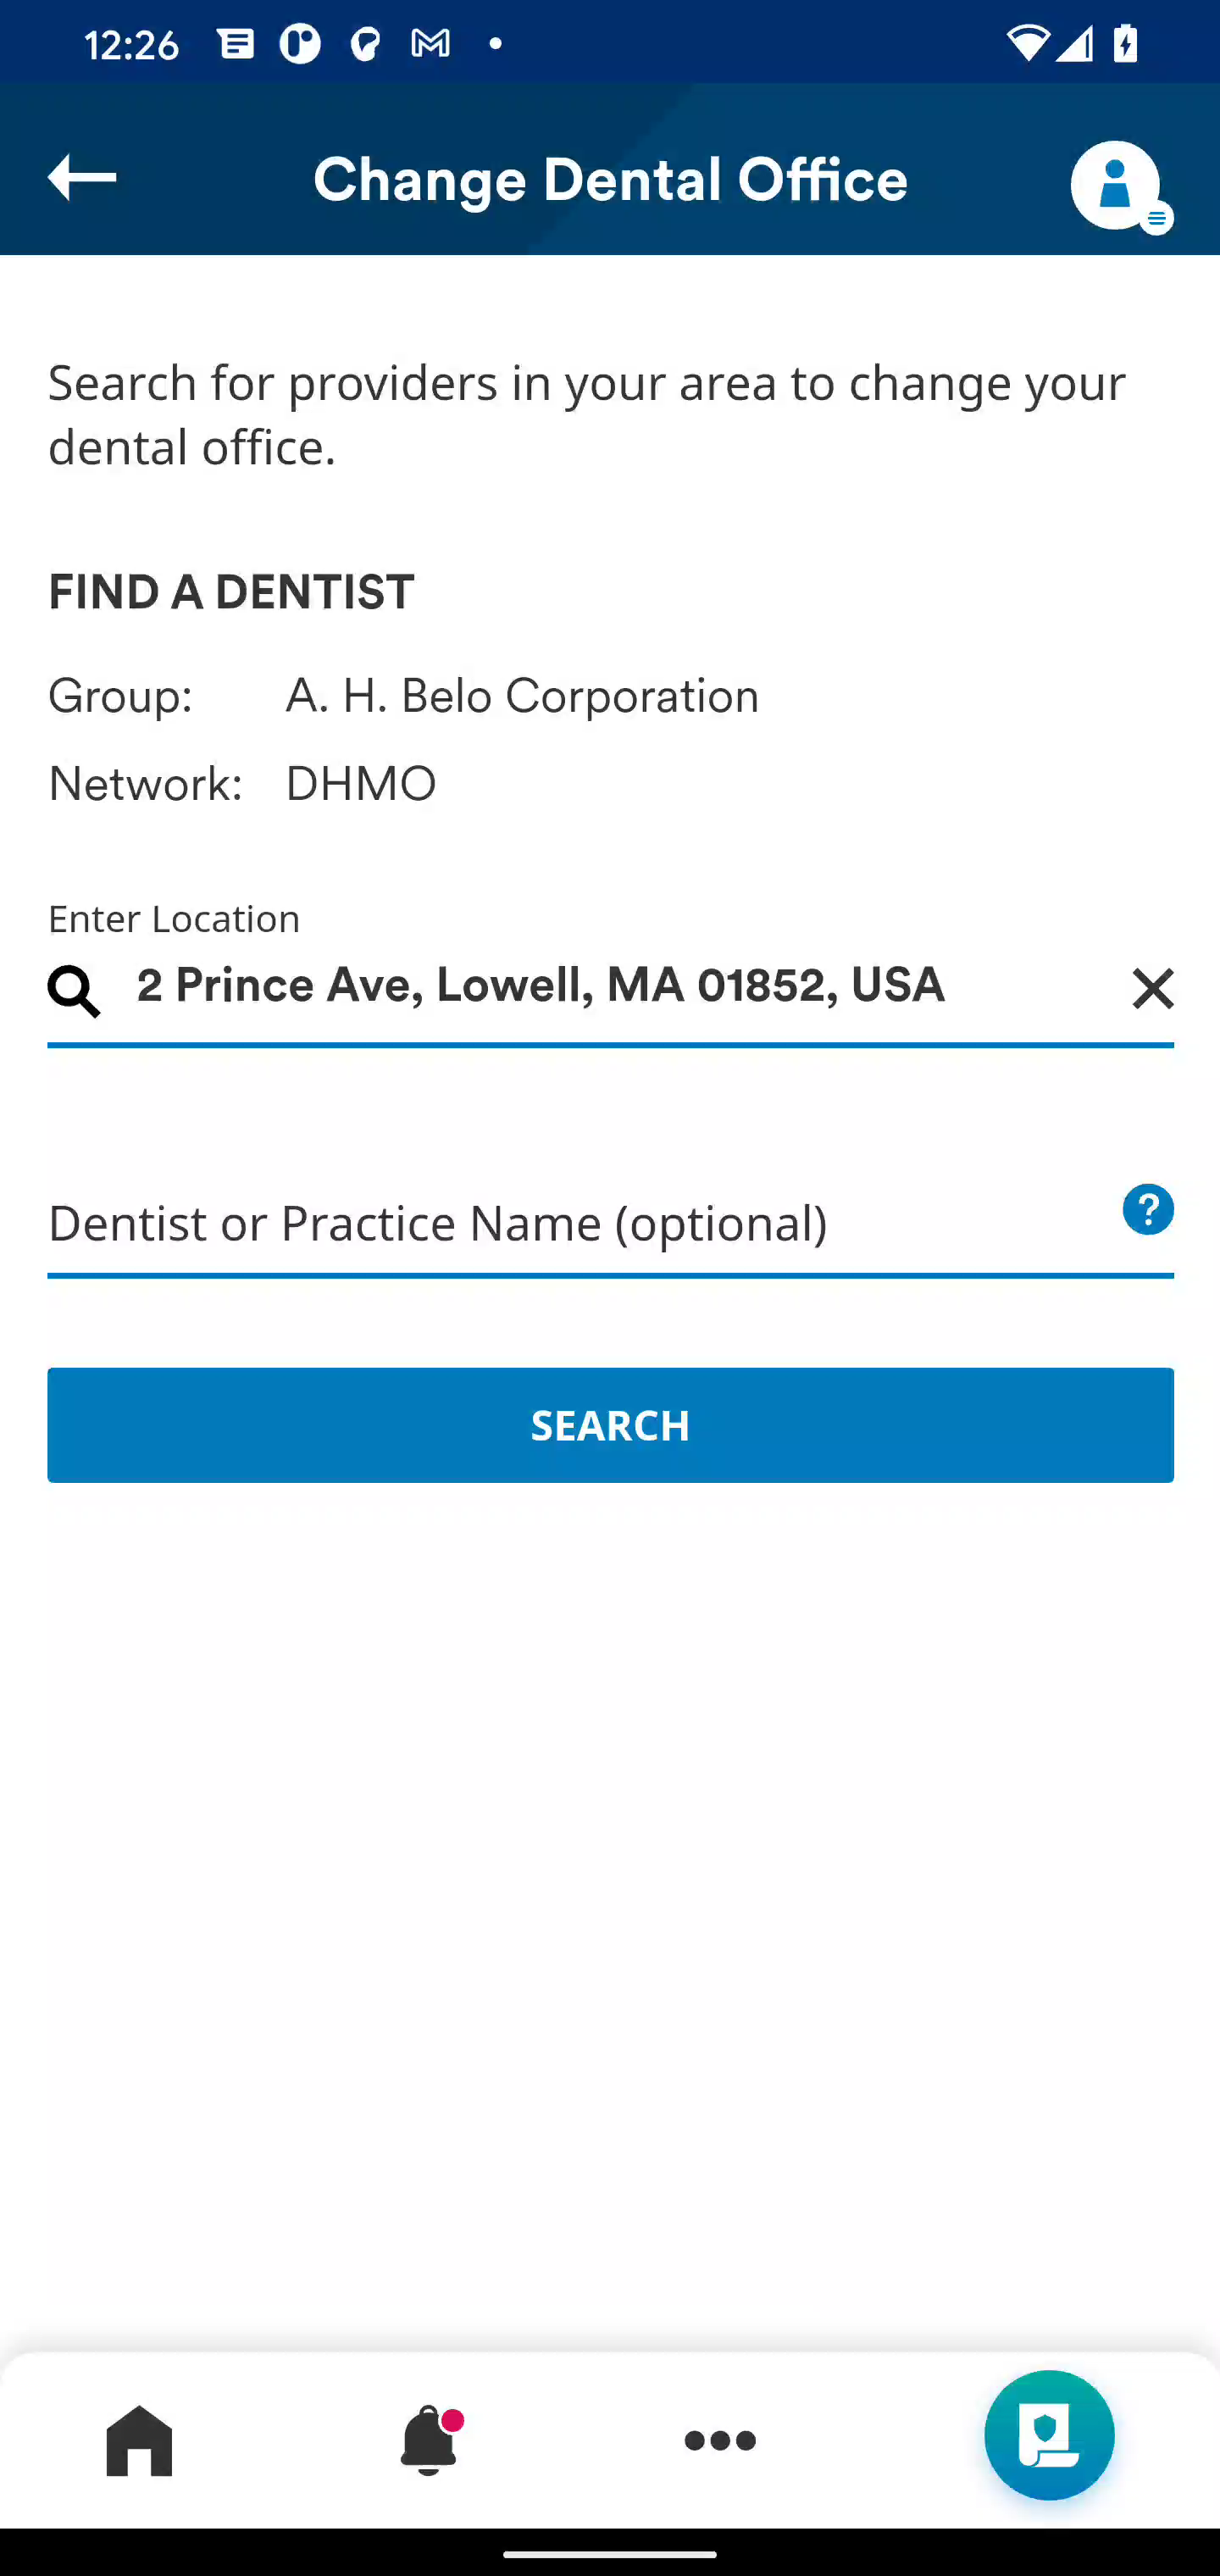 12:26
Change Dental Office
Search for providers in your area to change your
dental office.
FIND A DENTIST
Group: A. H. Belo Corporation
Network: DHMO
Enter Location
2 Prince Ave, Lowell, MA 01852, USA
Dentist or Practice Name (optional)
?
SEARCH